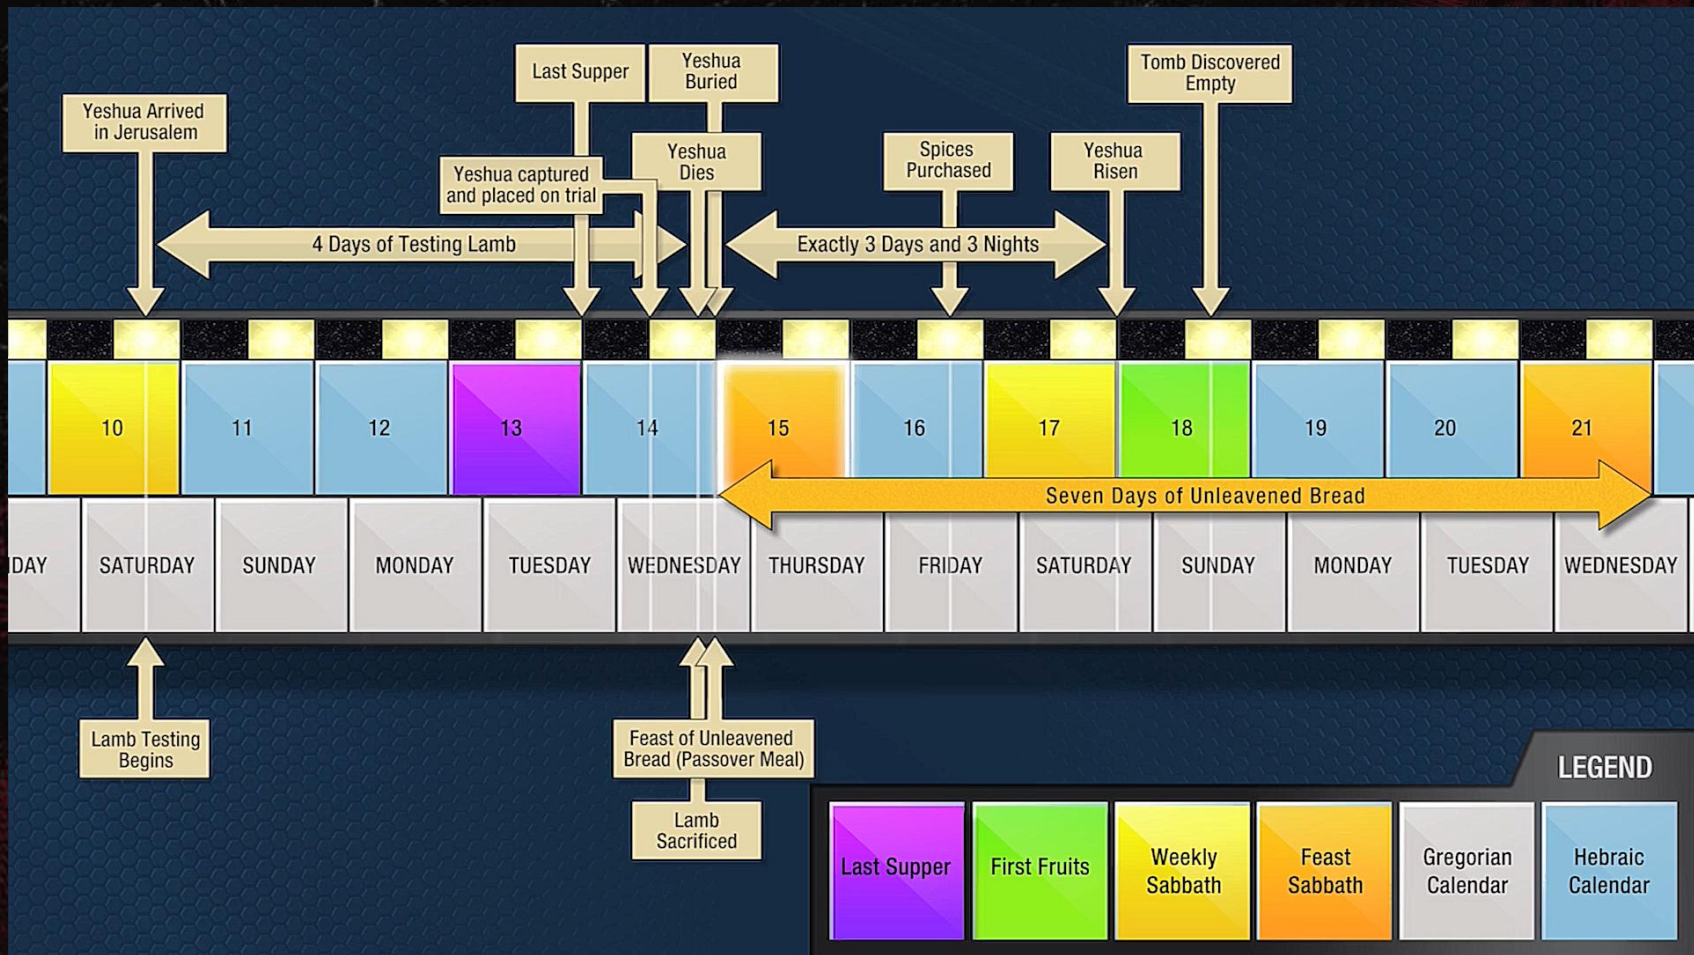 Last Supper
Yeshua
Buried
Tomb Discovered
Empty
Yeshua Arrived
in Jerusalem
Yeshua captured
and placed on trial
Yeshua
Dies
Spices
Purchased
Yeshua
Risen
4 Days of Testing Lamb
Exactly 3 Days and 3 Nights
10
11
12
13
14
15
16
17
18
19
20
21
Seven Days of Unleavened Bread
DAY
SATURDAY
SUNDAY
MONDAY
TUESDAY
WEDNESDAY
THURSDAY
FRIDAY
SATURDAY
SUNDAY
MONDAY
TUESDAY
WEDNESDAY
Lamb Testing
Begins
Feast of Unleavened
Bread (Passover Meal)
Lamb
Sacrificed
LEGEND
Last Supper
First Fruits
Weekly
Sabbath
Feast
Sabbath
Gregorian
Calendar
Hebraic
Calendar